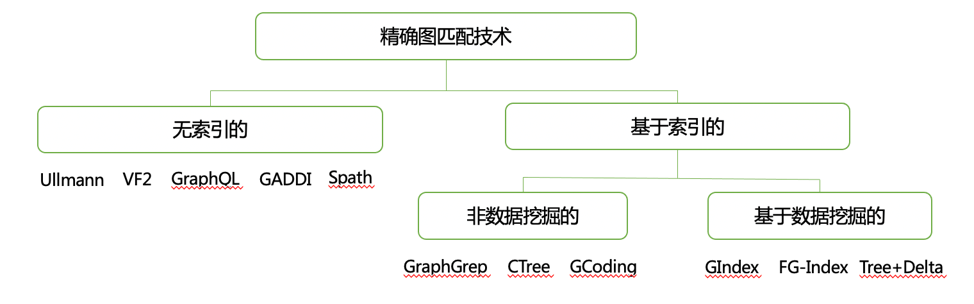 精确图匹配技术
无索引的
基于索引的
Ullmann VF2 GraphQL GADDI Spath
非数据挖掘的
基于数据挖掘的
GraphGrep CTree GCoding
GIndex FG-Index Tree+Delta